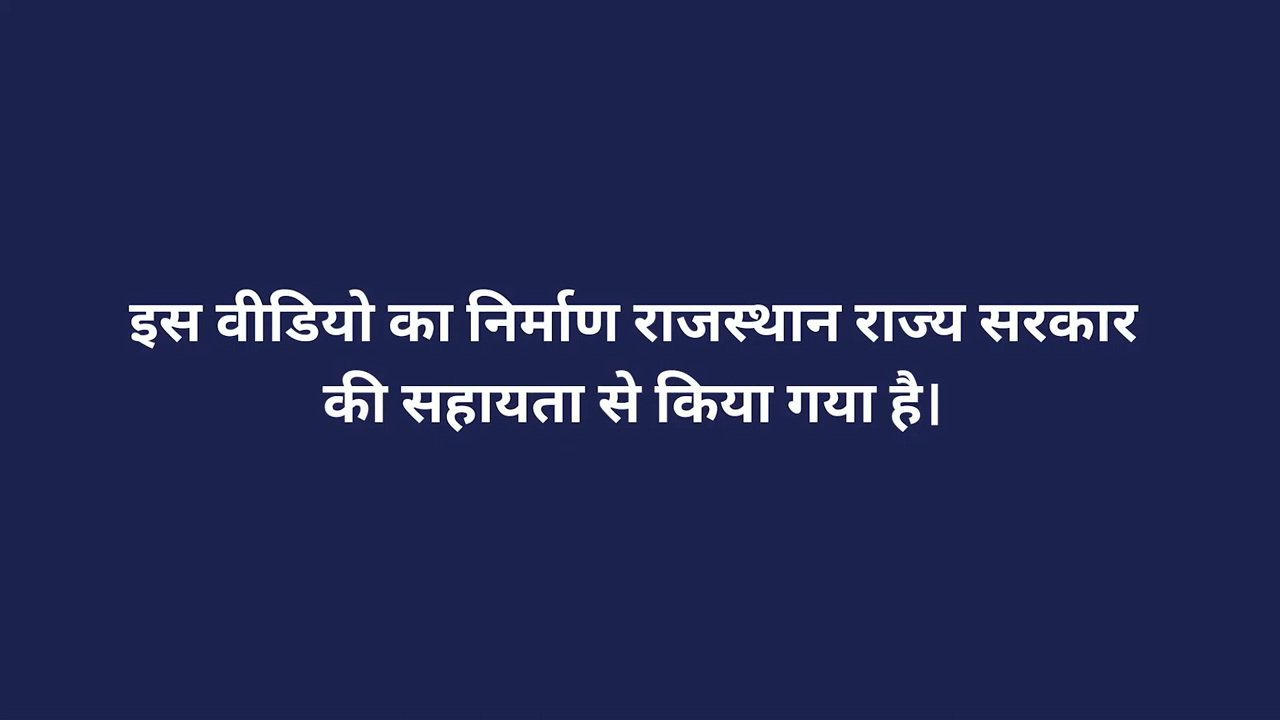 इस वीडियो का निर्माण राजस्थान राज्य सरकार
की सहायता से किया गया है।